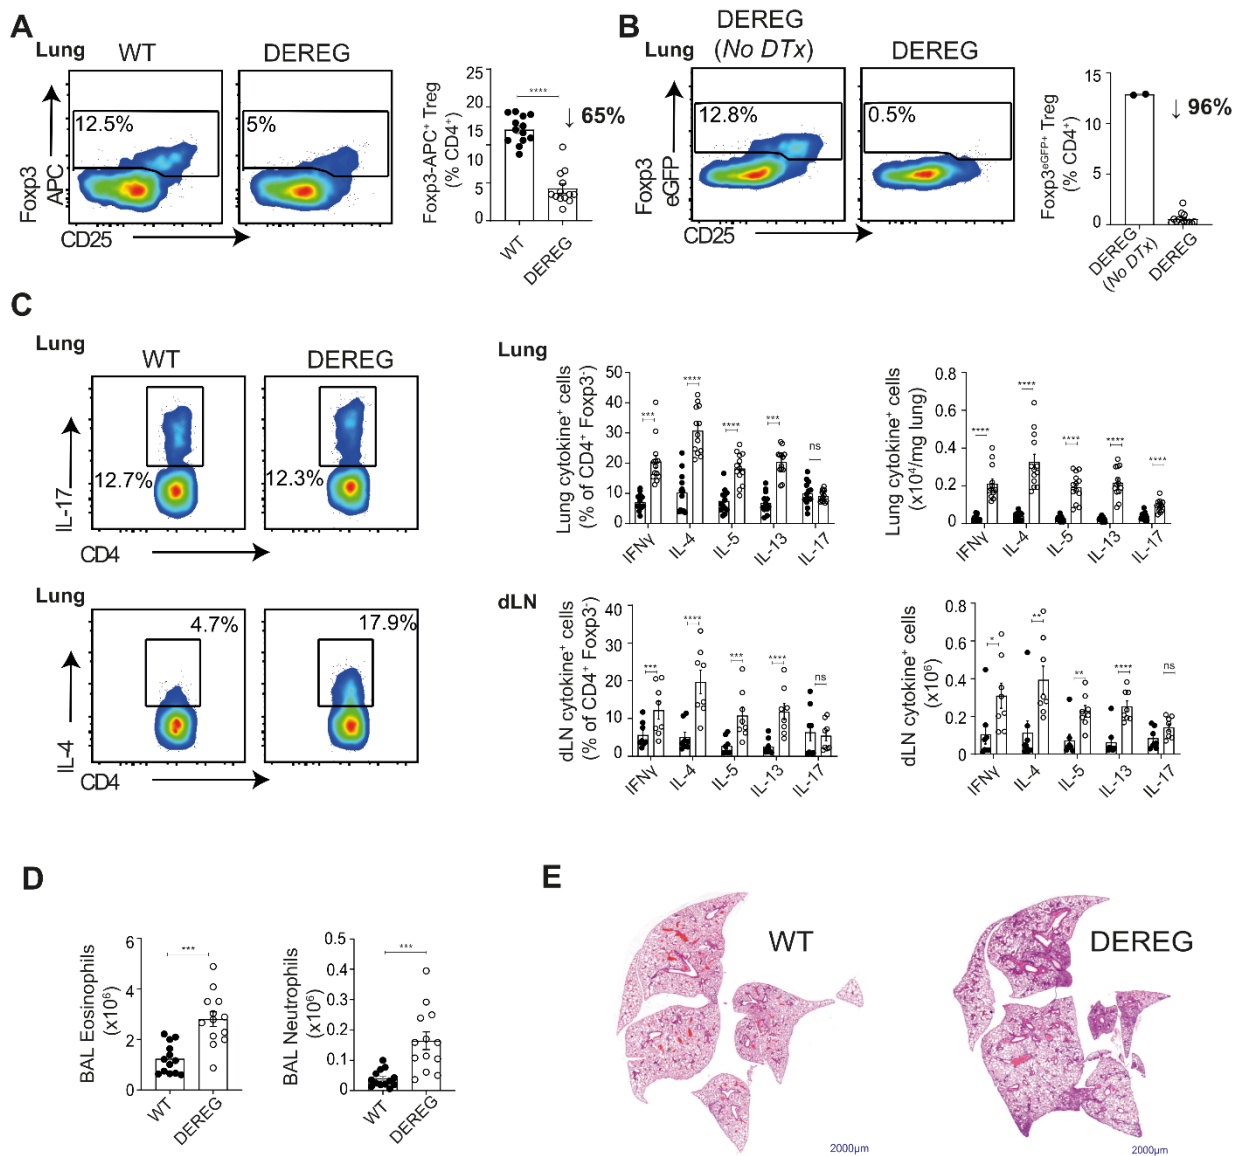 A
Lung
WT
DEREG
12.5%
5%
Foxp3
APC
CD25
Foxp3-APC⁺ Treg
(% CD4⁺)
25
20
15
10
5
0
****
↓ 65%
WT
DEREG
B
Lung
DEREG
(No DTx)
DEREG
12.8%
0.5%
Foxp3
eGFP
CD25
Foxp3ᵉᴳᶠᴾ⁺ Treg
(% CD4⁺)
15
10
5
0
↓ 96%
DEREG
(No DTx)
DEREG
C
Lung
WT
DEREG
12.7%
12.3%
IL-17
CD4
Lung
4.7%
17.9%
IL-4
CD4
Lung
Lung cytokine⁺ cells
(% of CD4⁺ Foxp3⁻)
50
40
30
20
10
0
***
****
****
***
ns
IFNγ
IL-4
IL-5
IL-13
IL-17
Lung cytokine⁺ cells
(x10⁴/mg lung)
0.8
0.6
0.4
0.2
0
****
****
****
****
****
IFNγ
IL-4
IL-5
IL-13
IL-17
dLN
dLN cytokine⁺ cells
(% of CD4⁺ Foxp3⁻)
40
30
20
10
0
***
****
***
****
ns
IFNγ
IL-4
IL-5
IL-13
IL-17
dLN cytokine⁺ cells
(x10⁶)
0.8
0.6
0.4
0.2
0
*
**
**
****
ns
IFNγ
IL-4
IL-5
IL-13
IL-17
D
BAL Eosinophils
(x10⁶)
6
4
2
0
***
WT
DEREG
BAL Neutrophils
(x10⁶)
0.5
0.4
0.3
0.2
0.1
0
***
WT
DEREG
E
WT
DEREG
2000µm
2000µm